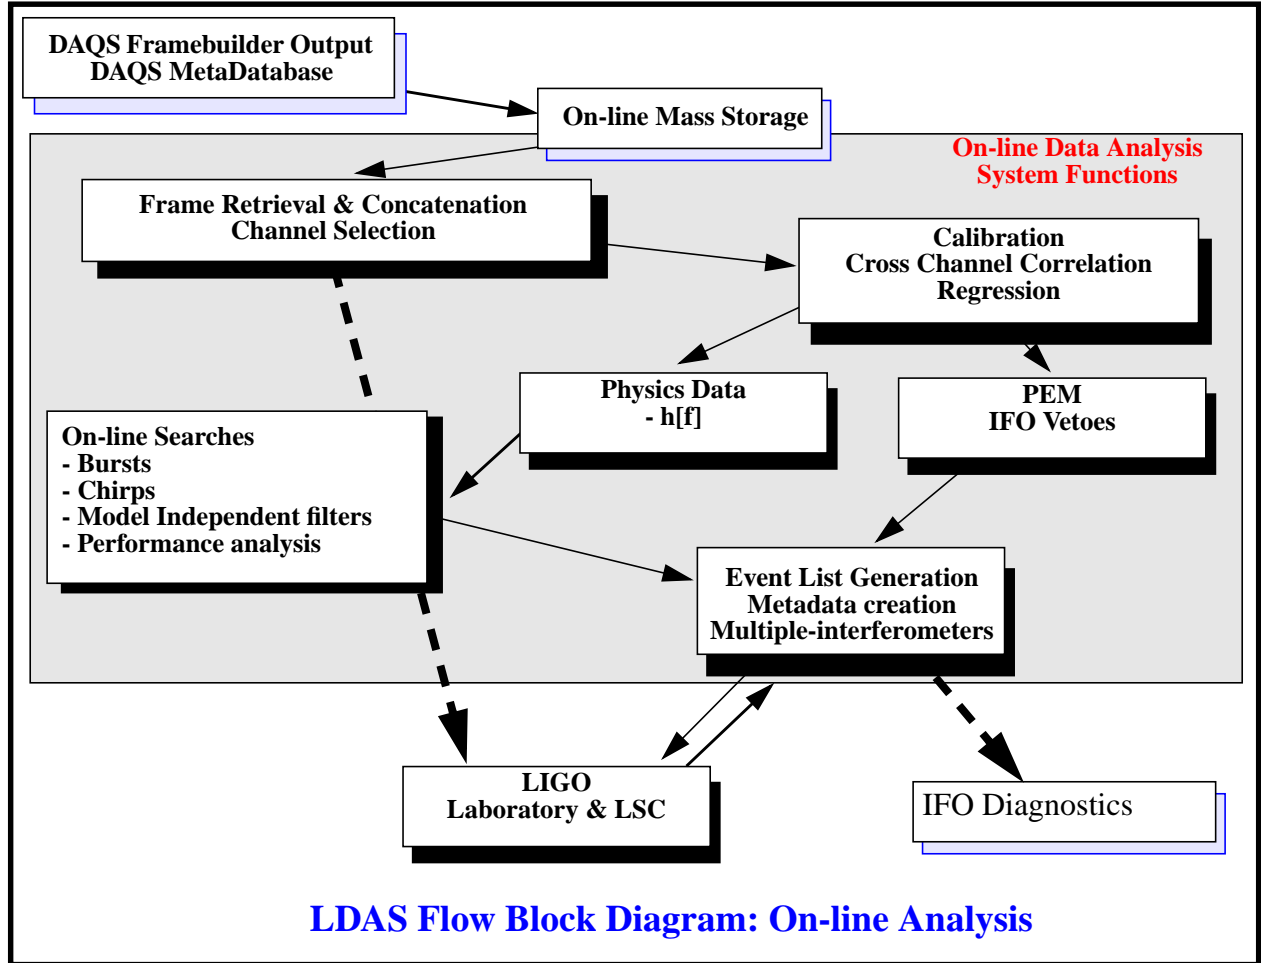 DAQS Framebuilder Output
DAQS MetaDatabase
On-line Mass Storage
On-line Data Analysis
System Functions
Frame Retrieval & Concatenation
Channel Selection
Calibration
Cross Channel Correlation
Regression
Physics Data
- h[f]
PEM
IFO Vetoes
On-line Searches
- Bursts
- Chirps
- Model Independent filters
- Performance analysis
Event List Generation
Metadata creation
Multiple-interferometers
LIGO
Laboratory & LSC
IFO Diagnostics
LDAS Flow Block Diagram: On-line Analysis